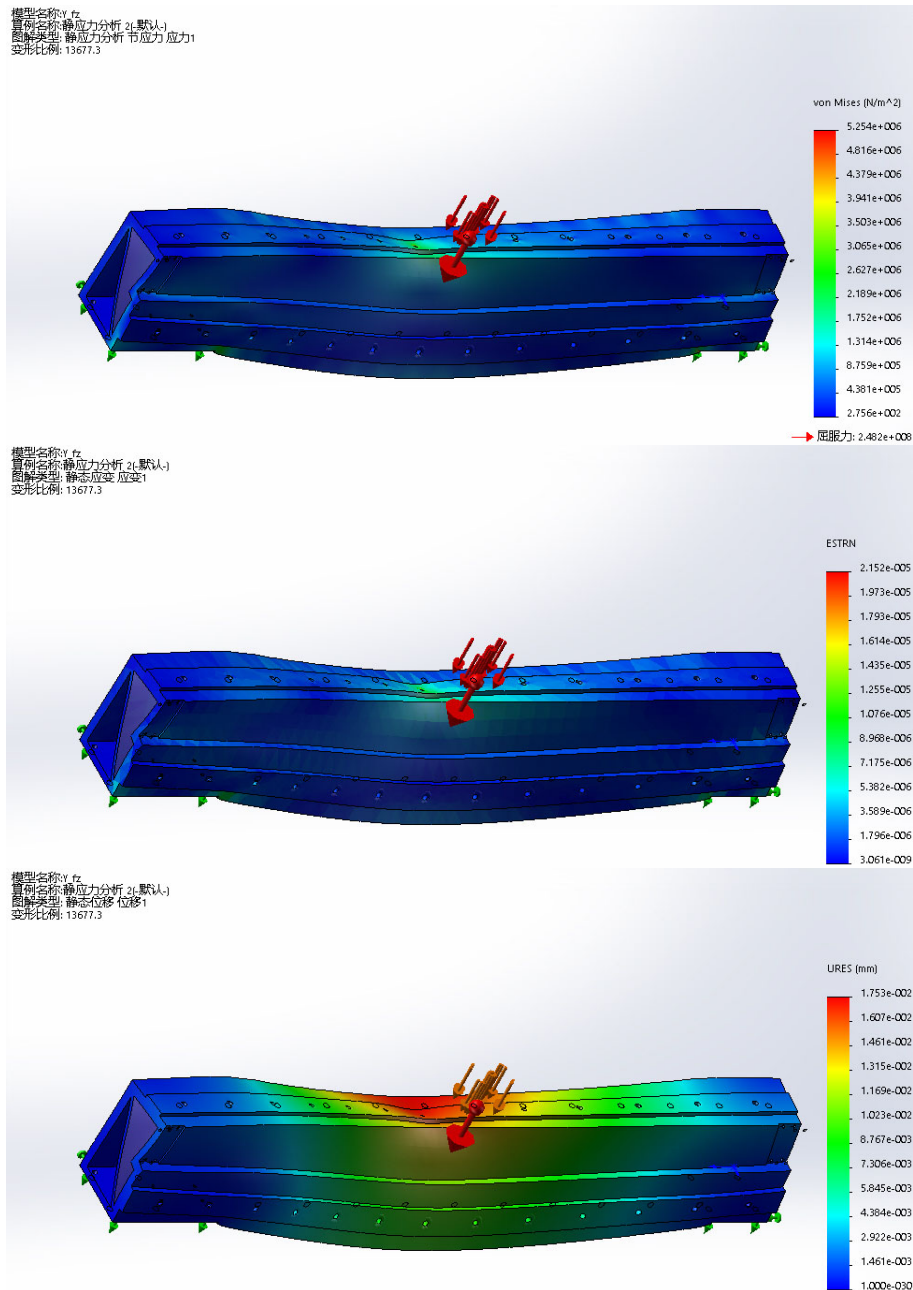 模型名称:Y_fz
算例名称:静应力分析 2(-默认-)
图解类型: 静应力分析 节应力 应力1
变形比例: 13677.3
von Mises (N/m^2)
5.254e+006
4.816e+006
4.379e+006
3.941e+006
3.503e+006
3.065e+006
2.627e+006
2.189e+006
1.752e+006
1.314e+006
8.759e+005
4.381e+005
2.756e+002
屈服力: 2.482e+008
模型名称:Y_fz
算例名称:静应力分析 2(-默认-)
图解类型: 静态应变 应变1
变形比例: 13677.3
ESTRN
2.152e-005
1.973e-005
1.793e-005
1.614e-005
1.435e-005
1.255e-005
1.076e-005
8.968e-006
7.175e-006
5.382e-006
3.589e-006
1.796e-006
3.061e-009
模型名称:Y_fz
算例名称:静应力分析 2(-默认-)
图解类型: 静态位移 位移1
变形比例: 13677.3
URES (mm)
1.753e-002
1.607e-002
1.461e-002
1.315e-002
1.169e-002
1.023e-002
8.767e-003
7.306e-003
5.845e-003
4.384e-003
2.922e-003
1.461e-003
1.000e-030